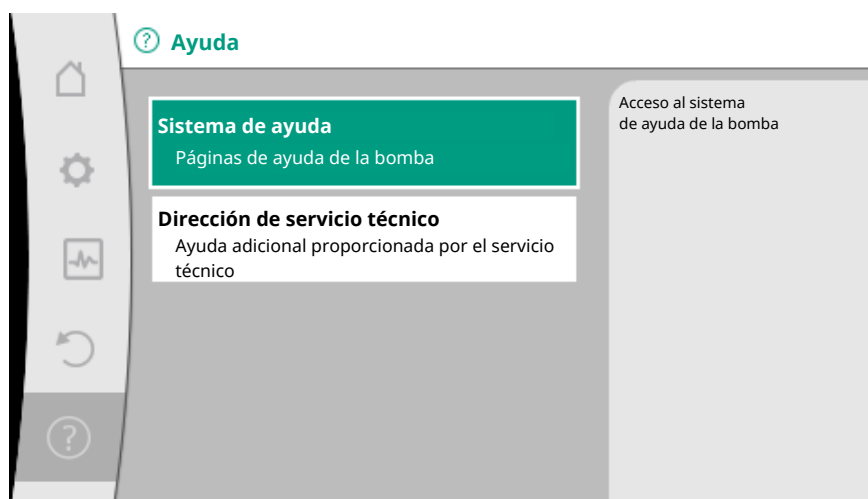 Ayuda
Sistema de ayuda
Páginas de ayuda de la bomba
Dirección de servicio técnico
Ayuda adicional proporcionada por el servicio
técnico
Acceso al sistema
de ayuda de la bomba